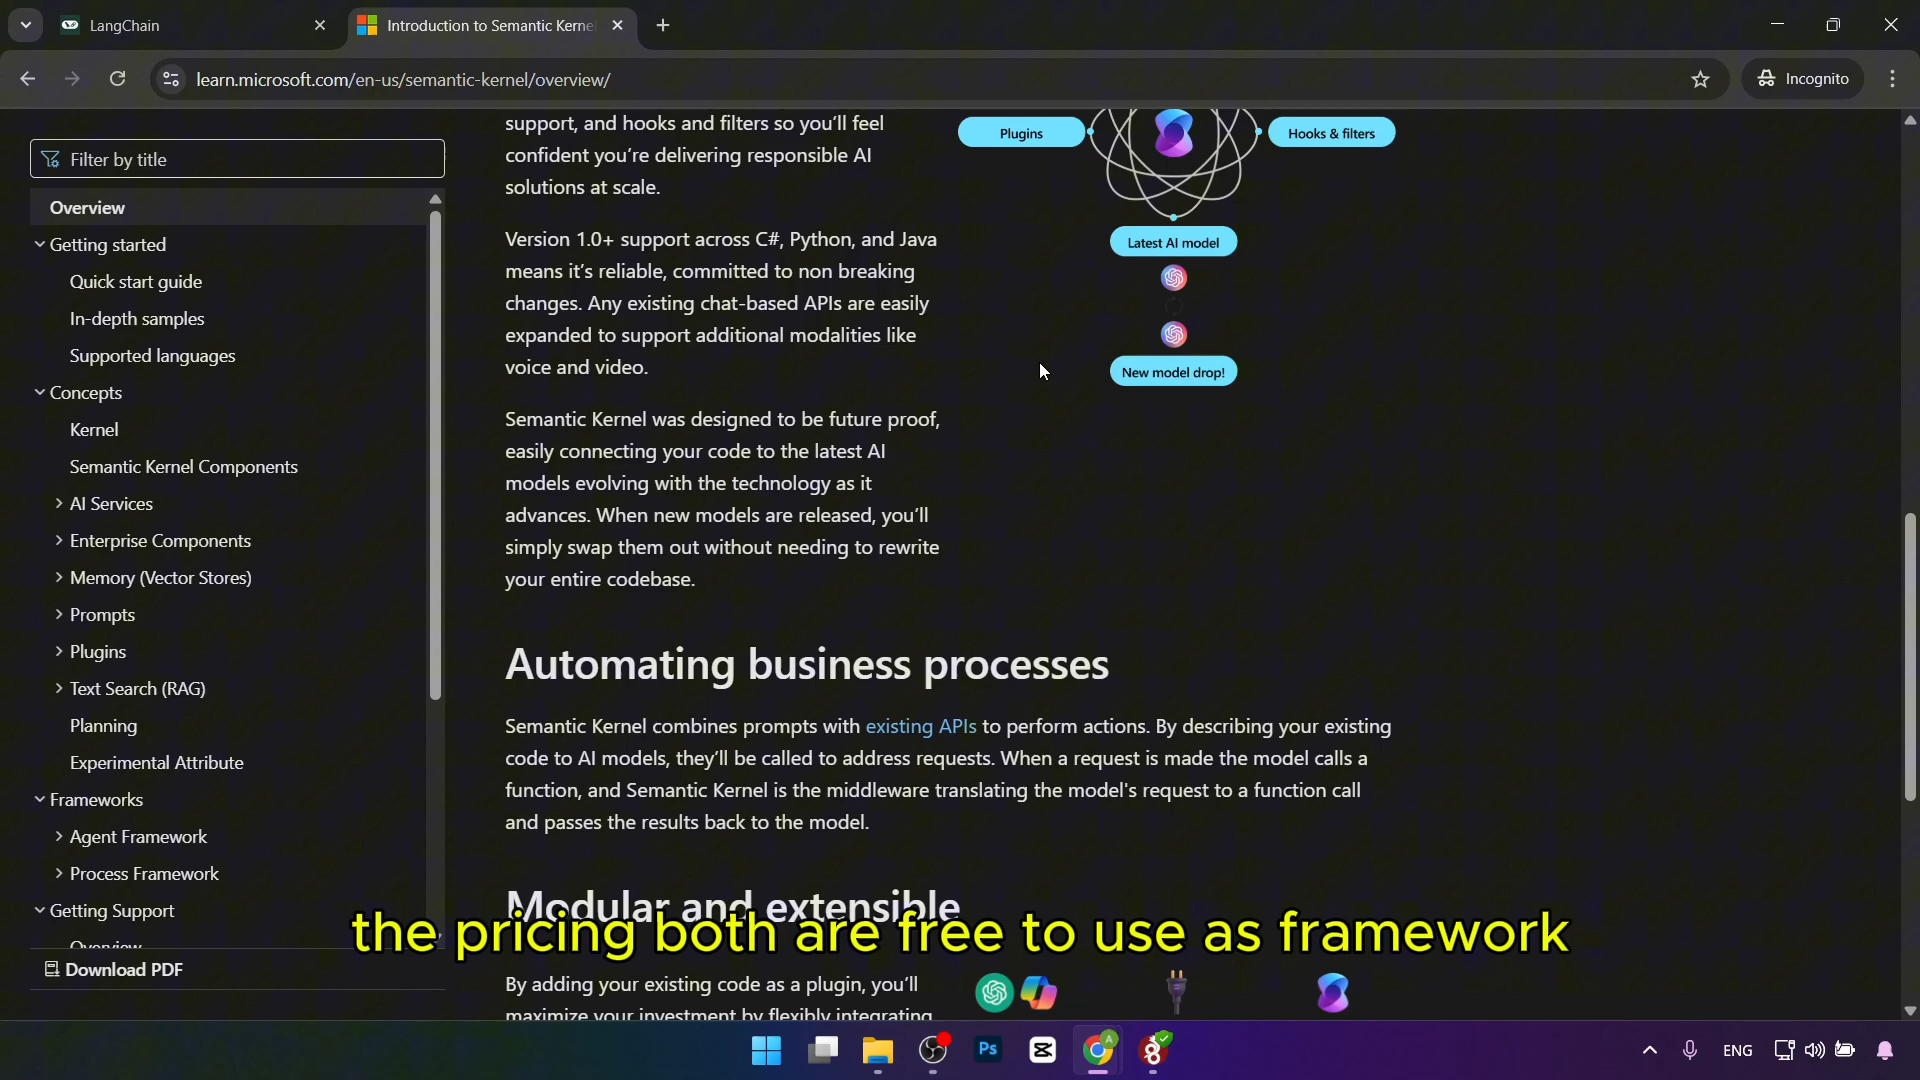 LangChain
Introduction to Semantic Kerne
learn.microsoft.com/en-us/semantic-kernel/overview/
Incognito
Filter by title
Overview
Getting started
Quick start guide
In-depth samples
Supported languages
Concepts
Kernel
Semantic Kernel Components
AI Services
Enterprise Components
Memory (Vector Stores)
Prompts
Plugins
Text Search (RAG)
Planning
Experimental Attribute
Frameworks
Agent Framework
Process Framework
Getting Support
Overview
Download PDF
support, and hooks and filters so you'll feel
confident you're delivering responsible AI
solutions at scale.
Version 1.0+ support across C#, Python, and Java
means it's reliable, committed to non breaking
changes. Any existing chat-based APIs are easily
expanded to support additional modalities like
voice and video.
Semantic Kernel was designed to be future proof,
easily connecting your code to the latest AI
models evolving with the technology as it
advances. When new models are released, you'll
simply swap them out without needing to rewrite
your entire codebase.
Plugins
Hooks & filters
Latest AI model
New model drop!
Automating business processes
Semantic Kernel combines prompts with existing APIs to perform actions. By describing your existing
code to AI models, they'll be called to address requests. When a request is made the model calls a
function, and Semantic Kernel is the middleware translating the model's request to a function call
and passes the results back to the model.
Modular and extensible
the pricing both are free to use as framework
By adding your existing code as a plugin, you'll
maximize your investment by flexibly integrating
Ps
A
ENG